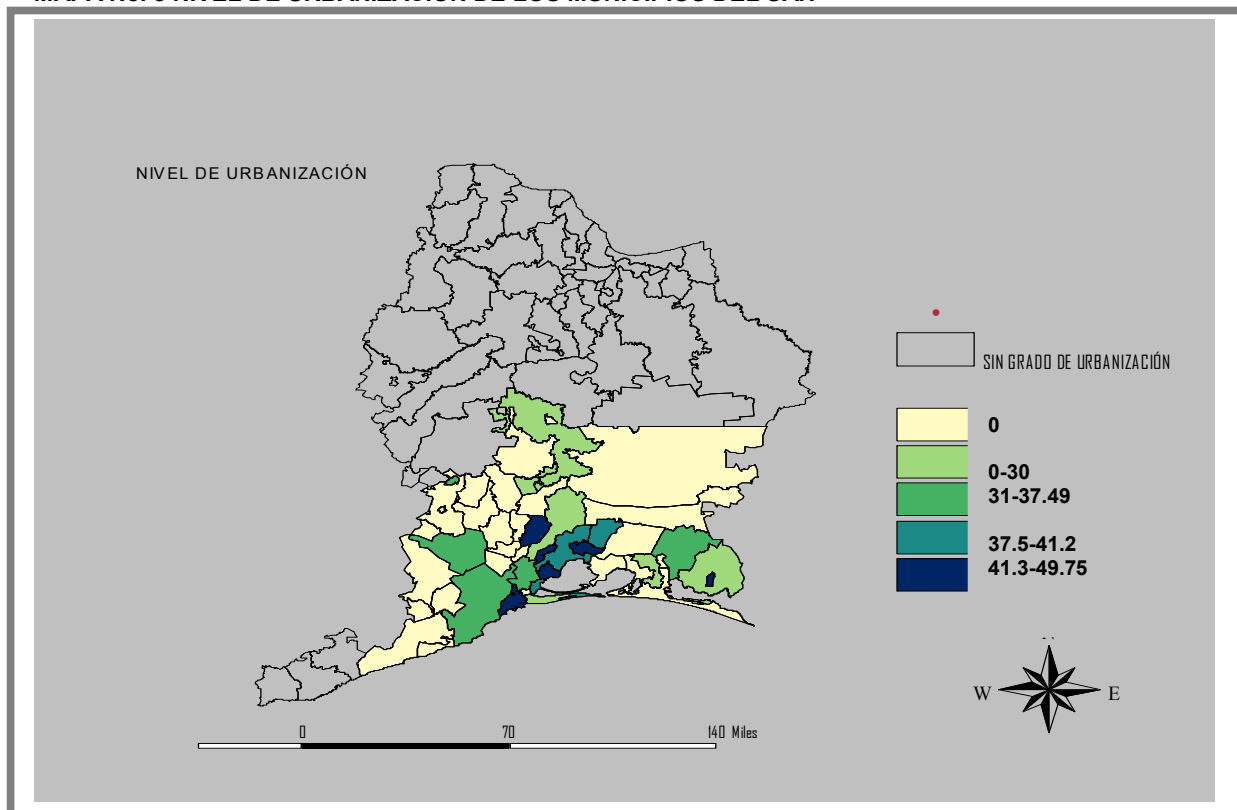 NIVEL DE URBANIZACIÓN
SIN GRADO DE URBANIZACIÓN
0
0-30
31-37.49
37.5-41.2
41.3-49.75
W E
0 70 140 Miles